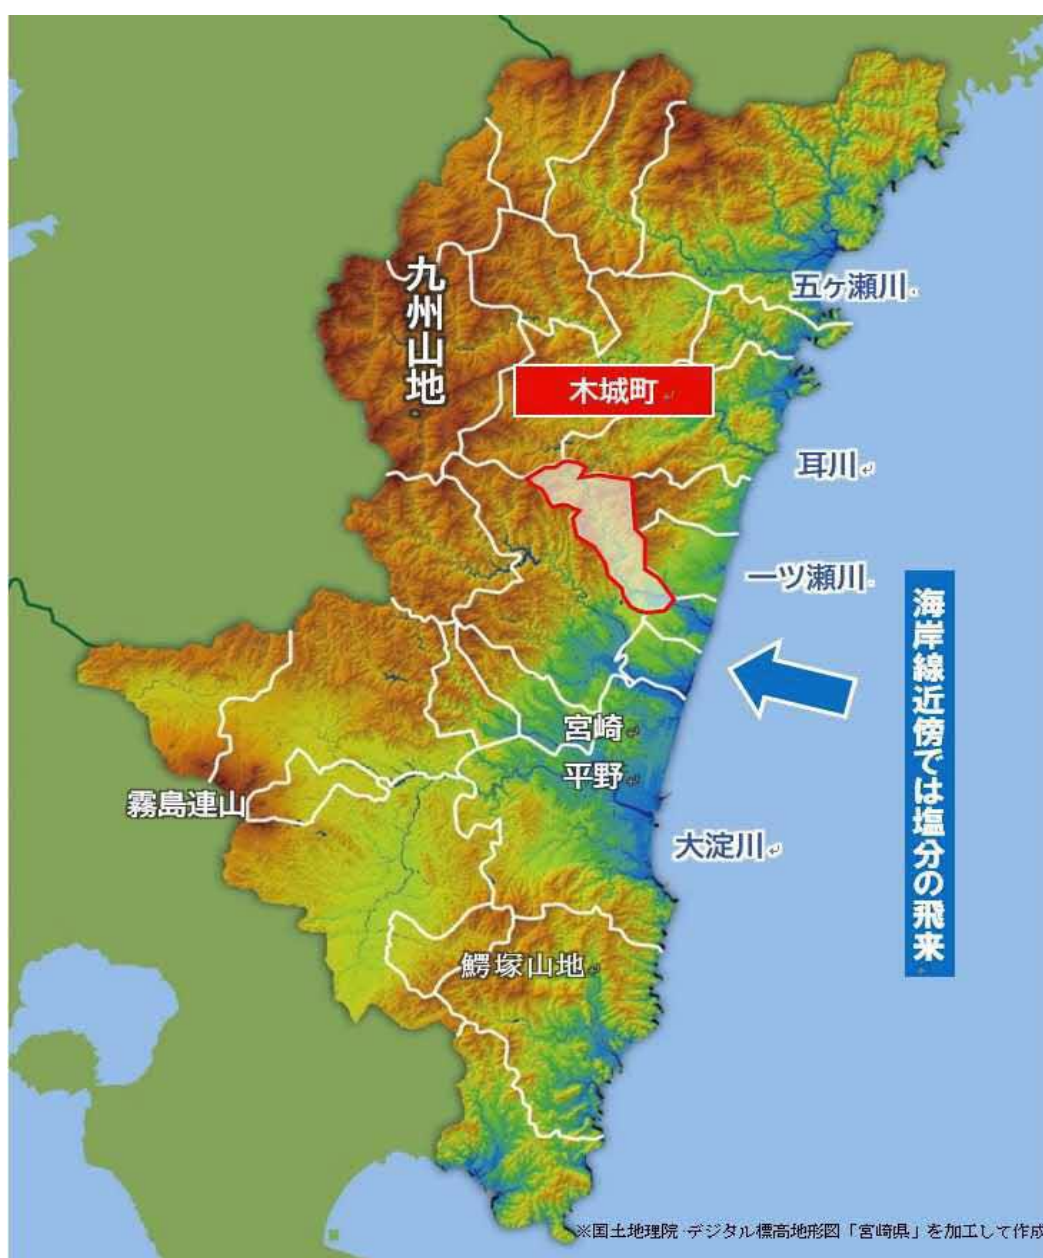 九州山地
五ヶ瀬川
木城町
耳川
一ツ瀬川
海岸線近傍では塩分の飛来
宮崎
平野
霧島連山
大淀川
鰐塚山地
※国土地理院 デジタル標高地形図「宮崎県」を加工して作成